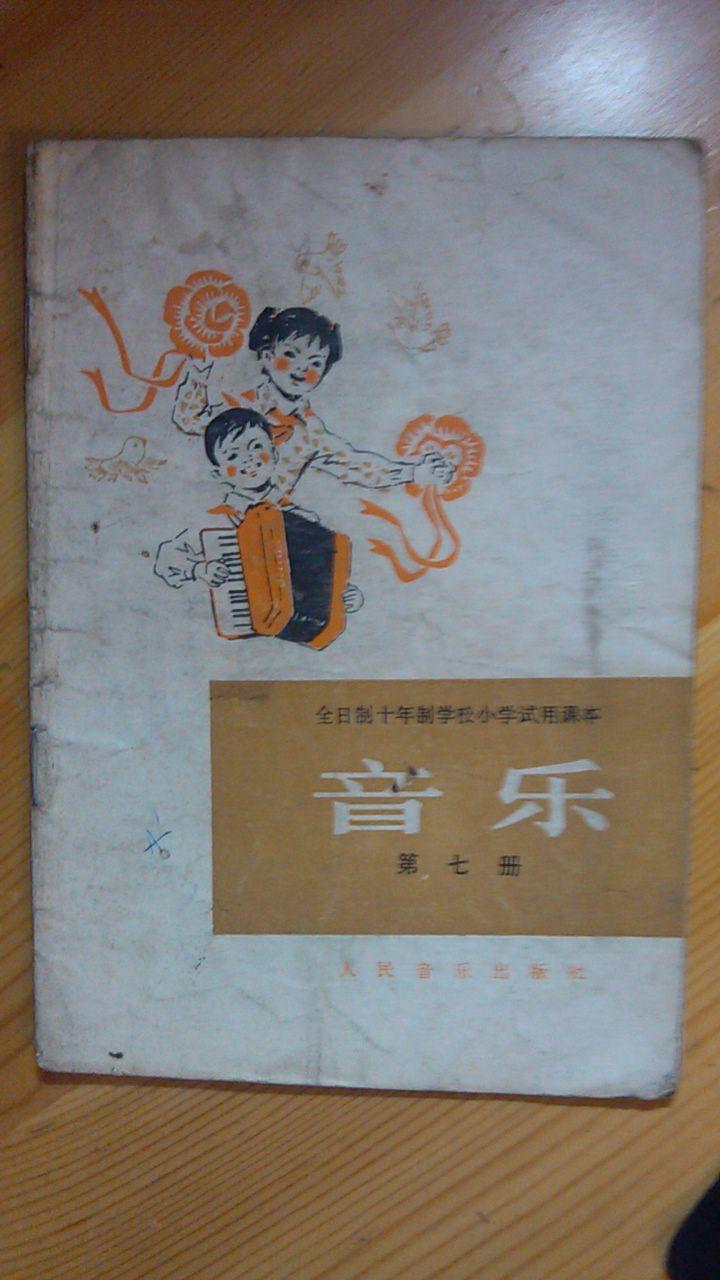 全日制十年制学校小学试用课本
音乐
第七册
人民音乐出版社